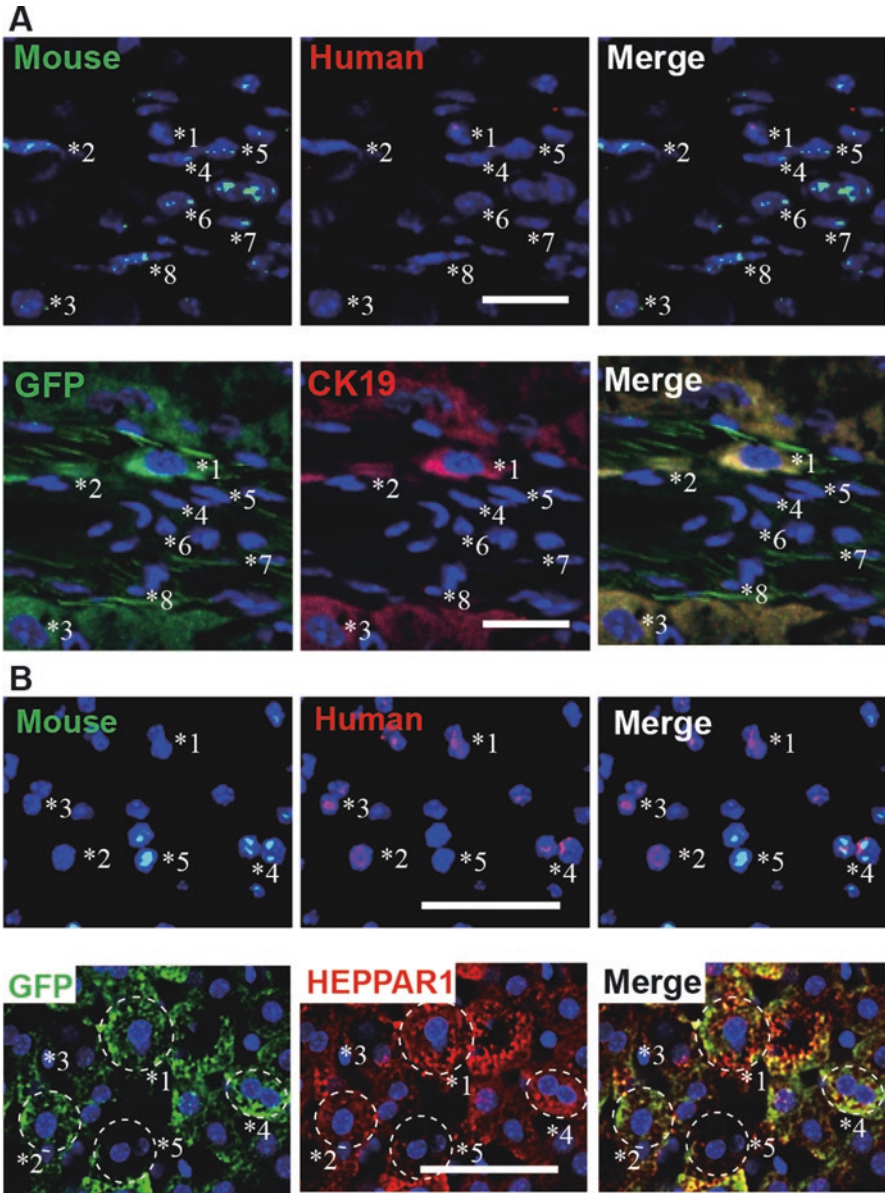 A
Mouse Human Merge
*1 *1 *1
*2 *5 *2 *5 *2 *5
*4 *4 *4
*6 *6 *6
*7 *7 *7
*8 *8 *8
*3 *3 *3
GFP CK19 Merge
*1 *1 *1
*2 *5 *2 *5 *2 *5
*4 *4 *4
*6 *6 *6
*7 *7 *7
*8 *8 *8
*3 *3 *3
B
Mouse Human Merge
*1 *1 *1
*3 *3 *3
*2 *5 *2 *5 *2 *5
*4 *4 *4
GFP HEPPAR1 Merge
*3 *3 *3
*1 *1 *1
*4 *4 *4
*2 *5 *2 *5 *2 *5